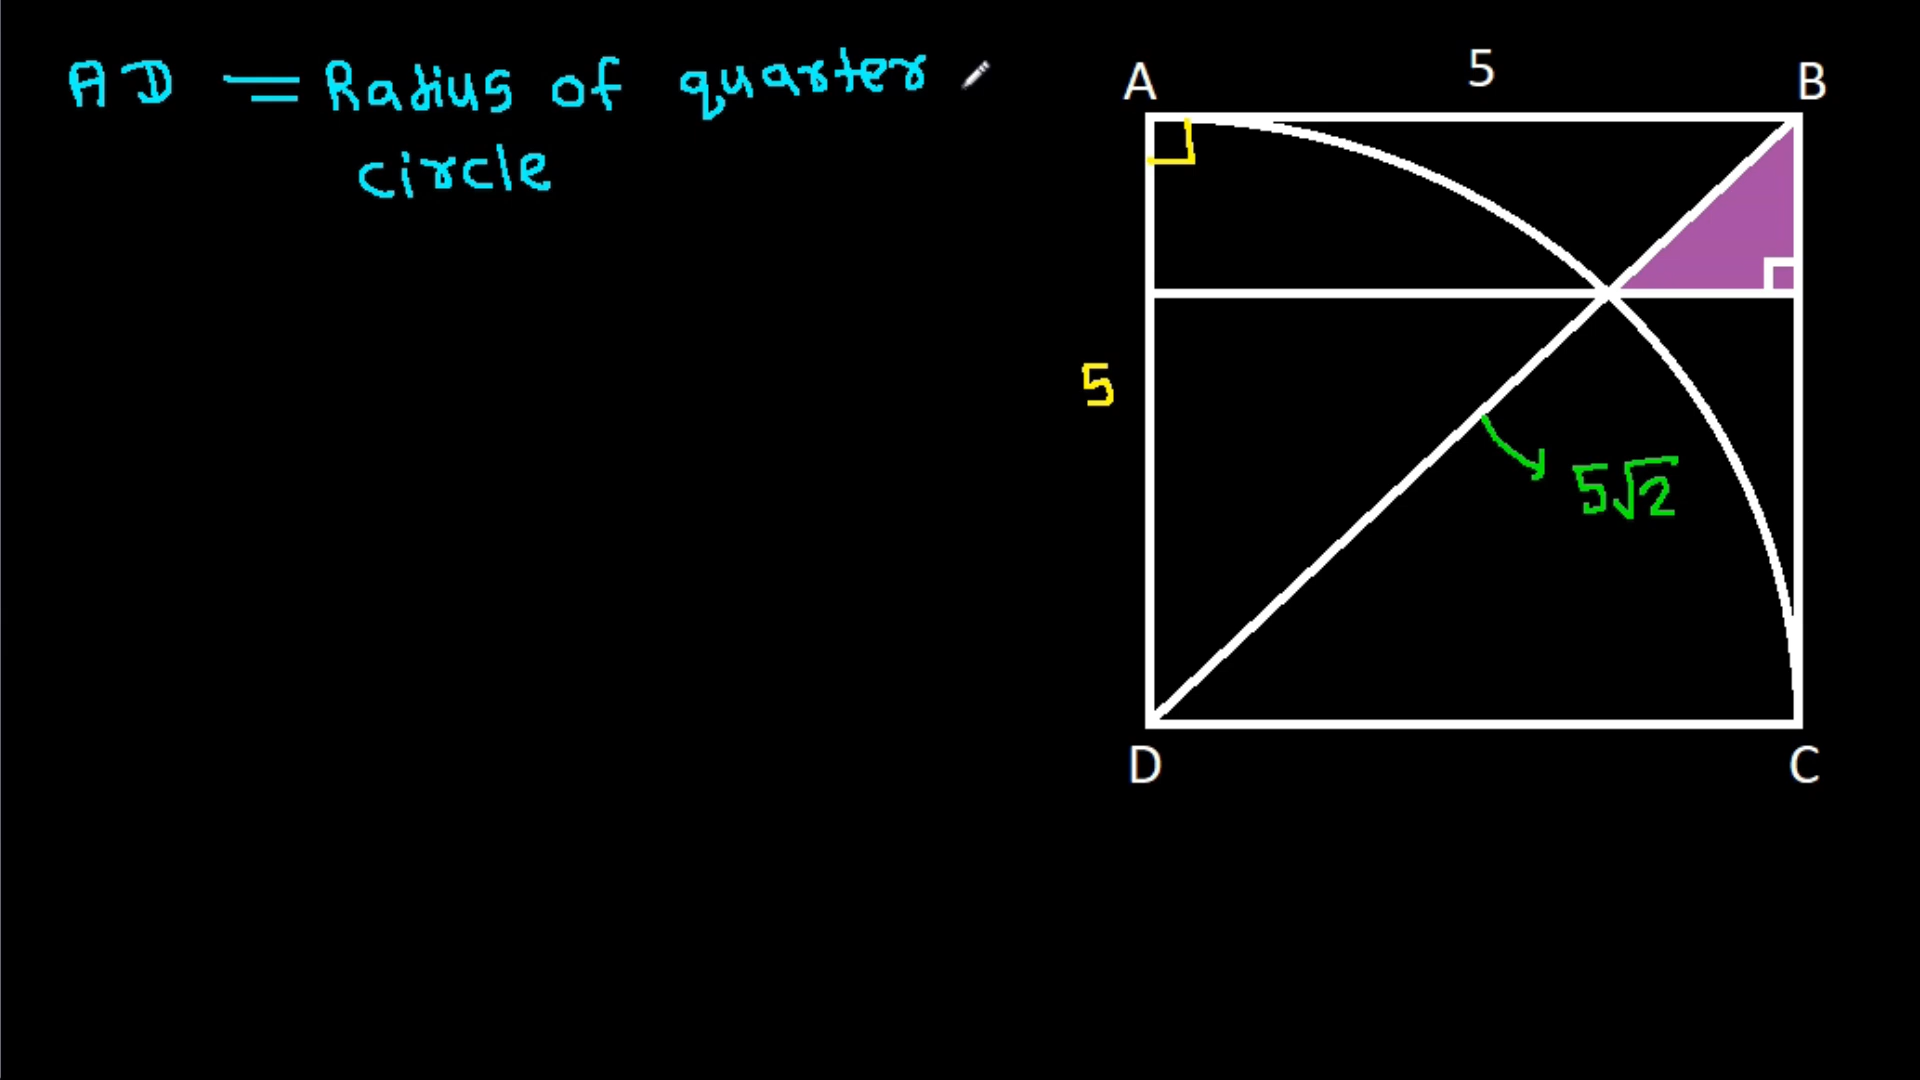 AD = Radius of quarter
circle
A 5 B
5
5√2
D C